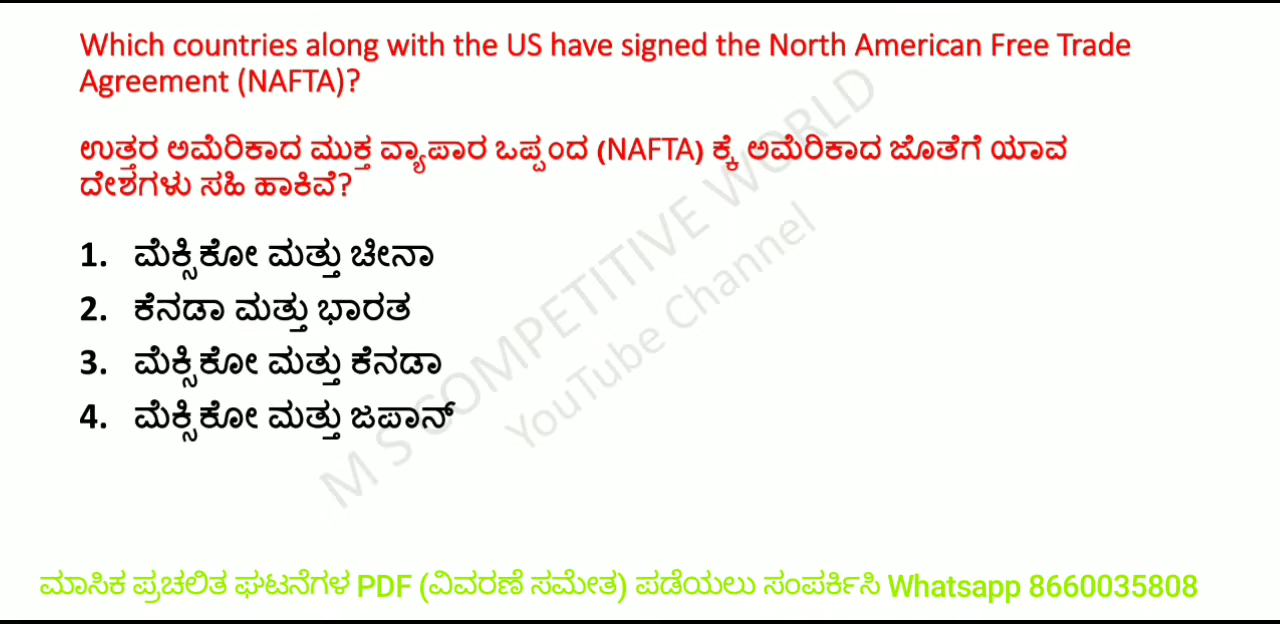 Which countries along with the US have signed the North American Free Trade
Agreement (NAFTA)?
ಉತ್ತರ ಅಮೆರಿಕಾದ ಮುಕ್ತ ವ್ಯಾಪಾರ ಒಪ್ಪಂದ (NAFTA) ಕ್ಕೆ ಅಮೆರಿಕಾದ ಜೊತೆಗೆ ಯಾವ
ದೇಶಗಳು ಸಹಿ ಹಾಕಿವೆ?
1. ಮೆಕ್ಸಿಕೋ ಮತ್ತು ಚೀನಾ
2. ಕೆನಡಾ ಮತ್ತು ಭಾರತ
3. ಮೆಕ್ಸಿಕೋ ಮತ್ತು ಕೆನಡಾ
4. ಮೆಕ್ಸಿಕೋ ಮತ್ತು ಜಪಾನ್
M S COMPETITIVE WORLD
YouTube Channel
ಮಾಸಿಕ ಪ್ರಚಲಿತ ಘಟನೆಗಳ PDF (ವಿವರಣೆ ಸಮೇತ) ಪಡೆಯಲು ಸಂಪರ್ಕಿಸಿ Whatsapp 8660035808